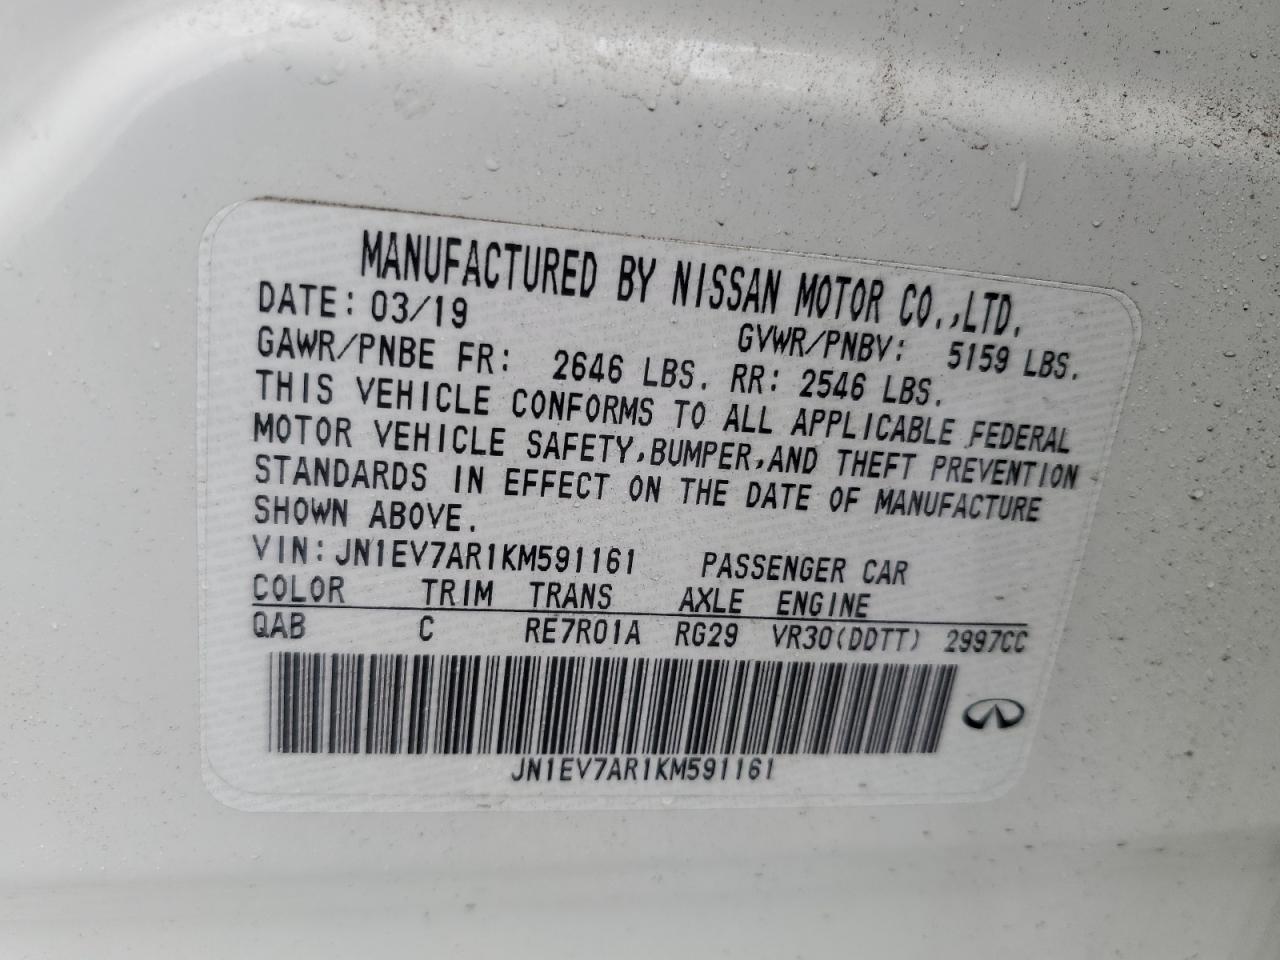 MANUFACTURED BY NISSAN MOTOR CO.,LTD.
DATE: 03/19 GVWR/PNBV: 5159 LBS.
GAWR/PNBE FR: 2646 LBS. RR: 2546 LBS.
THIS VEHICLE CONFORMS TO ALL APPLICABLE FEDERAL
MOTOR VEHICLE SAFETY,BUMPER,AND THEFT PREVENTION
STANDARDS IN EFFECT ON THE DATE OF MANUFACTURE
SHOWN ABOVE.
VIN: JN1EV7AR1KM591161 PASSENGER CAR
COLOR TRIM TRANS AXLE ENGINE
QAB C RE7R01A RG29 VR30(DDTT) 2997CC
JN1EV7AR1KM591161